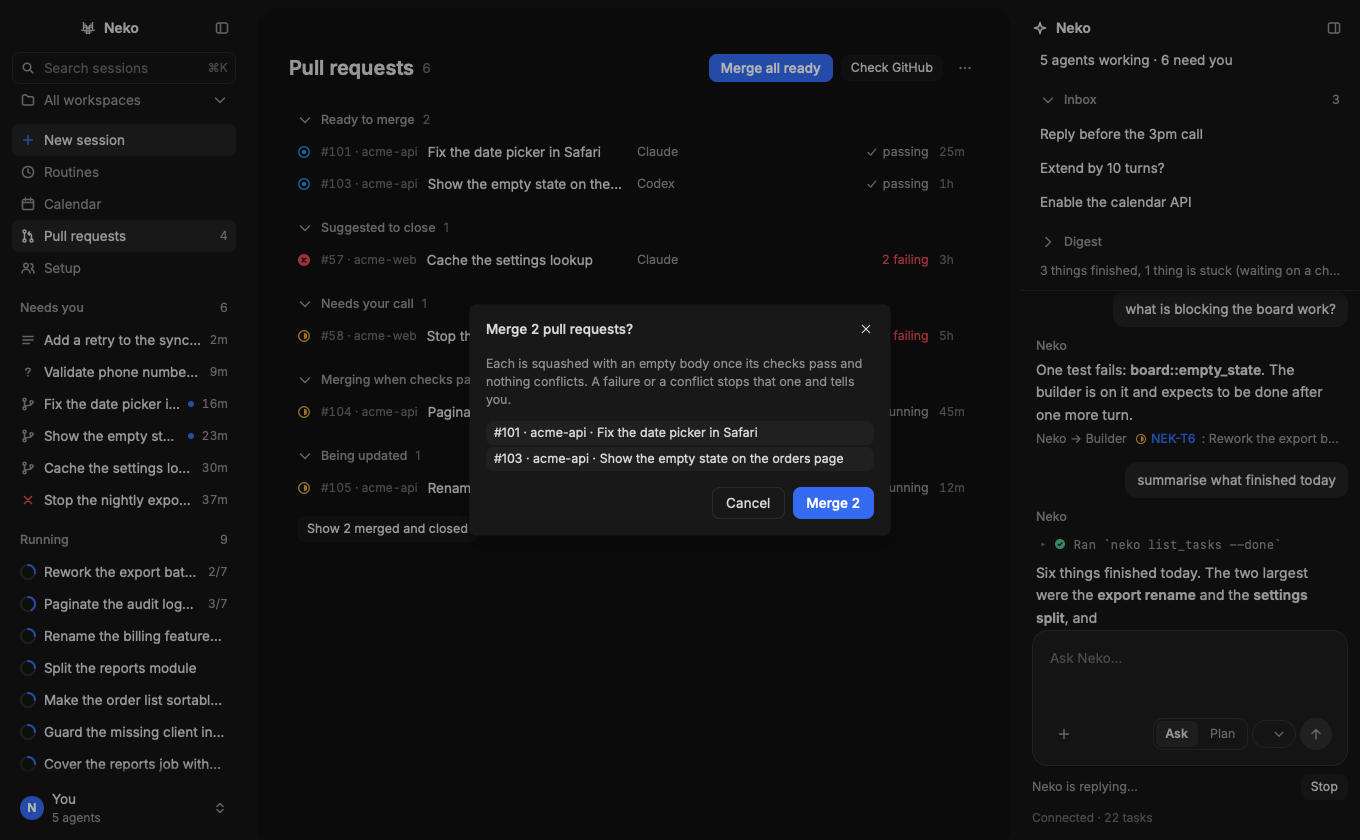 Neko
Search sessions ⌘K
All workspaces
New session
Routines
Calendar
Pull requests 4
Setup
Needs you 6
Add a retry to the sync... 2m
Validate phone numbe... 9m
Fix the date picker i... 16m
Show the empty st... 23m
Cache the settings lo... 30m
Stop the nightly expo... 37m
Running 9
Rework the export bat... 2/7
Paginate the audit log... 3/7
Rename the billing feature...
Split the reports module
Make the order list sortabl...
Guard the missing client in...
Cover the reports job with...
N
You
5 agents
Pull requests 6
Merge all ready
Check GitHub
Ready to merge 2
#101 · acme-api Fix the date picker in Safari Claude passing 25m
#103 · acme-api Show the empty state on the... Codex passing 1h
Suggested to close 1
#57 · acme-web Cache the settings lookup Claude 2 failing 3h
Needs your call 1
#58 · acme-web Stop th failing 5h
Merging when checks pa
#104 · acme-api Pagina unning 45m
Being updated 1
#105 · acme-api Renam unning 12m
Show 2 merged and closed
Merge 2 pull requests?
Each is squashed with an empty body once its checks pass and
nothing conflicts. A failure or a conflict stops that one and tells
you.
#101 · acme-api · Fix the date picker in Safari
#103 · acme-api · Show the empty state on the orders page
Cancel
Merge 2
Neko
5 agents working · 6 need you
Inbox 3
Reply before the 3pm call
Extend by 10 turns?
Enable the calendar API
Digest
3 things finished, 1 thing is stuck (waiting on a ch...
what is blocking the board work?
Neko
One test fails: board::empty_state. The
builder is on it and expects to be done after
one more turn.
Neko → Builder NEK-T6 : Rework the export b...
summarise what finished today
Neko
Ran `neko list_tasks --done`
Six things finished today. The two largest
were the export rename and the settings
split, and
Ask Neko...
Ask Plan
Neko is replying... Stop
Connected · 22 tasks